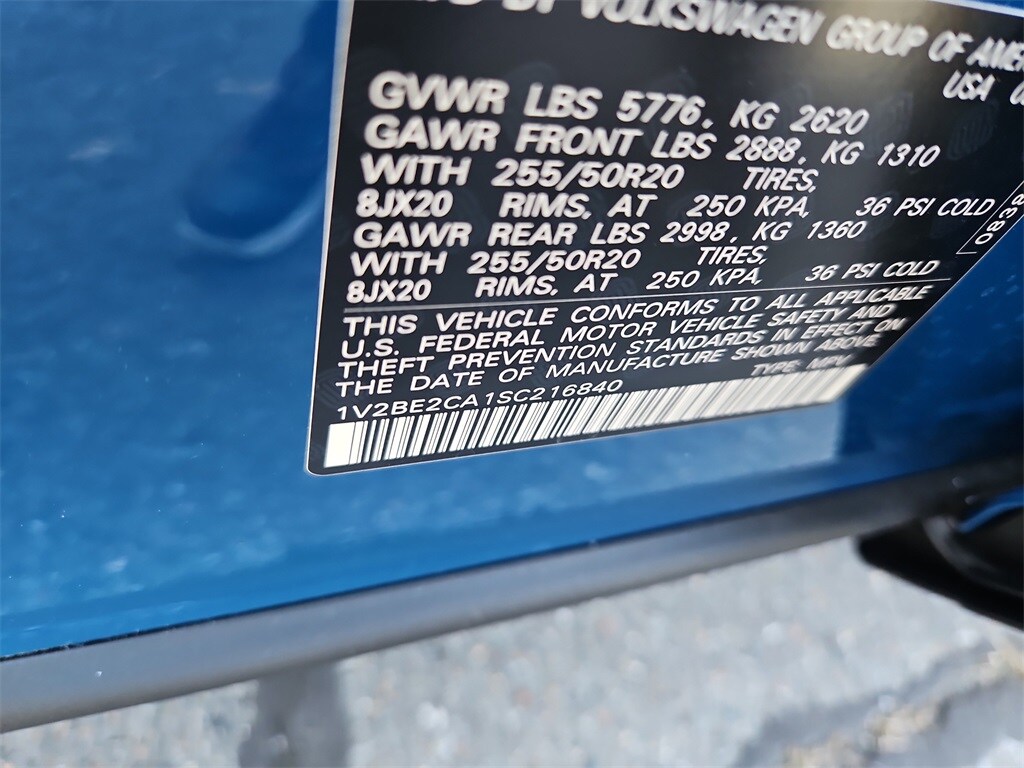 BY VOLKSWAGEN GROUP OF
USA
GVWR LBS 5776, KG 2620
GAWR FRONT LBS 2888, KG 1310
WITH 255/50R20 TIRES,
8JX20 RIMS, AT 250 KPA, 36 PSI COLD
GAWR REAR LBS 2998, KG 1360
WITH 255/50R20 TIRES,
8JX20 RIMS, AT 250 KPA, 36 PSI COLD
THIS VEHICLE CONFORMS TO ALL APPLICABLE
U.S. FEDERAL MOTOR VEHICLE SAFETY AND
THEFT PREVENTION STANDARDS IN EFFECT ON
THE DATE OF MANUFACTURE SHOWN ABOVE
TYPE: MPV
1V2BE2CA1SC216840